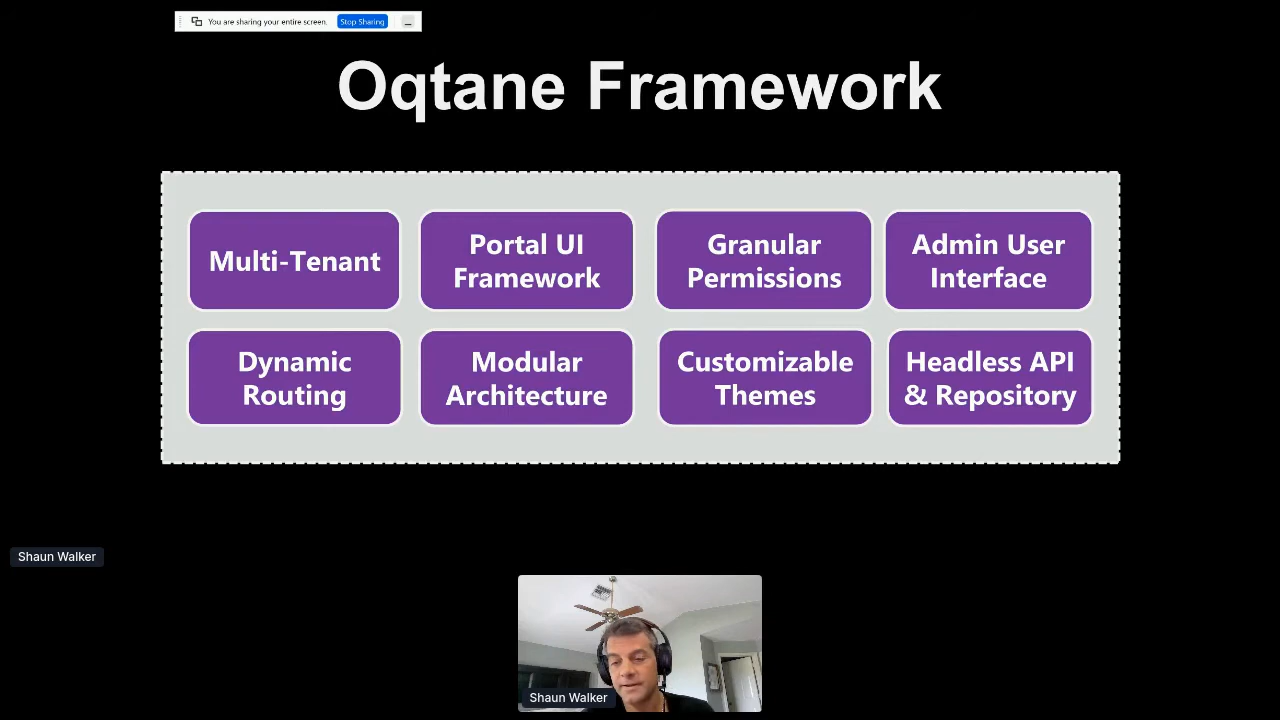 You are sharing your entire screen. Stop Sharing
Oqtane Framework
Multi-Tenant
Portal UI
Framework
Granular
Permissions
Admin User
Interface
Dynamic
Routing
Modular
Architecture
Customizable
Themes
Headless API
& Repository
Shaun Walker
Shaun Walker